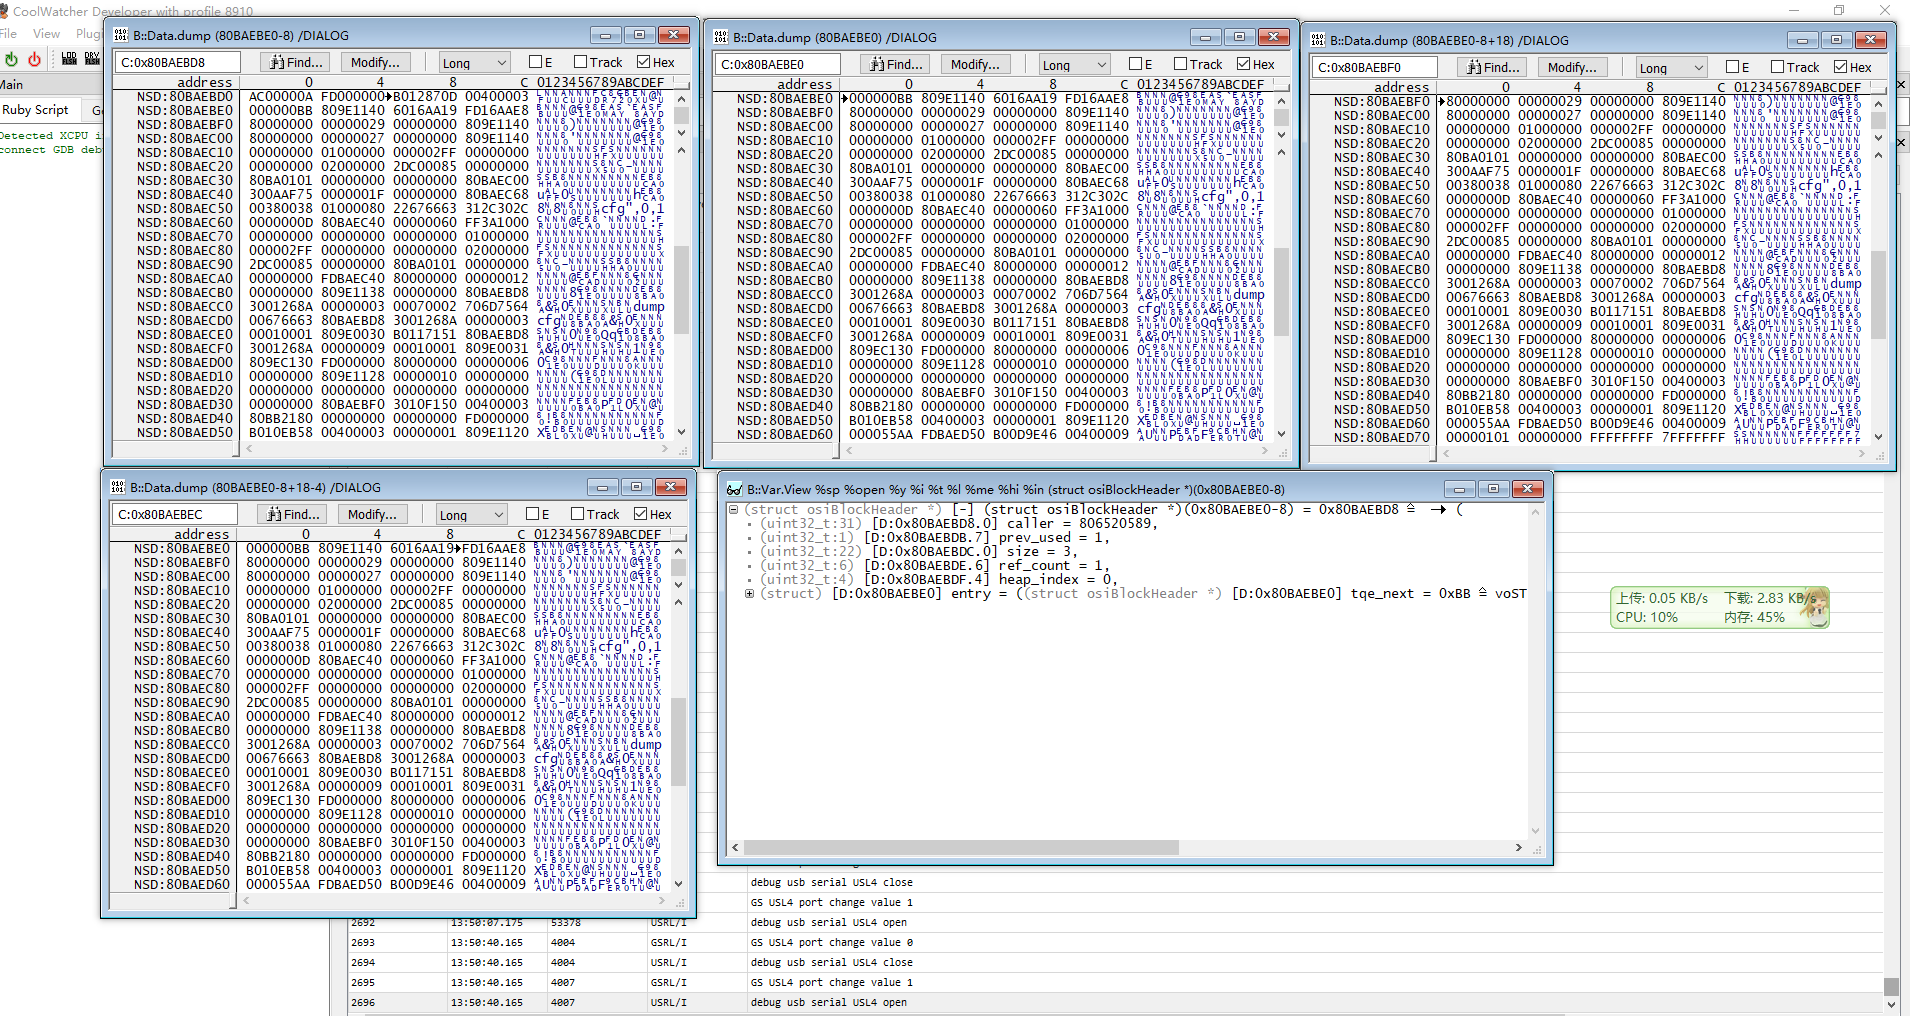 CoolWatcher Developer with profile 8910
File View Plugi
Main
Ruby Script Ge
Detected XCPU i
connect GDB deb
B::Data.dump (80BAEBE0-8) /DIALOG
C:0x80BAEBD8 Find... Modify... Long E Track Hex
address 0 4 8 C 0123456789ABCDEF
NSD:80BAEBD0 AC00000A FD000000 B012870D 00400003
NSD:80BAEBE0 000000BB 809E1140 6016AA19 FD16AAE8
NSD:80BAEBF0 80000000 00000029 00000000 809E1140
NSD:80BAEC00 80000000 00000027 00000000 809E1140
NSD:80BAEC10 00000000 01000000 000002FF 00000000
NSD:80BAEC20 00000000 02000000 2DC00085 00000000
NSD:80BAEC30 80BA0101 00000000 00000000 80BAEC00
NSD:80BAEC40 300AAF75 0000001F 00000000 80BAEC68
NSD:80BAEC50 00380038 01000080 22676663 312C302C
NSD:80BAEC60 0000000D 80BAEC40 00000060 FF3A1000
NSD:80BAEC70 00000000 00000000 00000000 01000000
NSD:80BAEC80 000002FF 00000000 00000000 02000000
NSD:80BAEC90 2DC00085 00000000 80BA0101 00000000
NSD:80BAECA0 00000000 FDBAEC40 80000000 00000012
NSD:80BAECB0 00000000 809E1138 00000000 80BAEBD8
NSD:80BAECC0 3001268A 00000003 00070002 706D7564
NSD:80BAECD0 00676663 80BAEBD8 3001268A 00000003
NSD:80BAECE0 00010001 809E0030 B0117151 80BAEBD8
NSD:80BAECF0 3001268A 00000009 00010001 809E0031
NSD:80BAED00 809EC130 FD000000 80000000 00000006
NSD:80BAED10 00000000 809E1128 00000010 00000000
NSD:80BAED20 00000000 00000000 00000000 00000000
NSD:80BAED30 00000000 80BAEBF0 3010F150 00400003
NSD:80BAED40 80BB2180 00000000 00000000 FD000000
NSD:80BAED50 B010EB58 00400003 00000001 809E1120
B::Data.dump (80BAEBE0) /DIALOG
C:0x80BAEBE0 Find... Modify... Long E Track Hex
address 0 4 8 C 0123456789ABCDEF
NSD:80BAEBE0 000000BB 809E1140 6016AA19 FD16AAE8
NSD:80BAEBF0 80000000 00000029 00000000 809E1140
NSD:80BAEC00 80000000 00000027 00000000 809E1140
NSD:80BAEC10 00000000 01000000 000002FF 00000000
NSD:80BAEC20 00000000 02000000 2DC00085 00000000
NSD:80BAEC30 80BA0101 00000000 00000000 80BAEC00
NSD:80BAEC40 300AAF75 0000001F 00000000 80BAEC68
NSD:80BAEC50 00380038 01000080 22676663 312C302C
NSD:80BAEC60 0000000D 80BAEC40 00000060 FF3A1000
NSD:80BAEC70 00000000 00000000 00000000 01000000
NSD:80BAEC80 000002FF 00000000 00000000 02000000
NSD:80BAEC90 2DC00085 00000000 80BA0101 00000000
NSD:80BAECA0 00000000 FDBAEC40 80000000 00000012
NSD:80BAECB0 00000000 809E1138 00000000 80BAEBD8
NSD:80BAECC0 3001268A 00000003 00070002 706D7564
NSD:80BAECD0 00676663 80BAEBD8 3001268A 00000003
NSD:80BAECE0 00010001 809E0030 B0117151 80BAEBD8
NSD:80BAECF0 3001268A 00000009 00010001 809E0031
NSD:80BAED00 809EC130 FD000000 80000000 00000006
NSD:80BAED10 00000000 809E1128 00000010 00000000
NSD:80BAED20 00000000 00000000 00000000 00000000
NSD:80BAED30 00000000 80BAEBF0 3010F150 00400003
NSD:80BAED40 80BB2180 00000000 00000000 FD000000
NSD:80BAED50 B010EB58 00400003 00000001 809E1120
NSD:80BAED60 000055AA FDBAED50 B00D9E46 00400009
B::Data.dump (80BAEBE0-8+18) /DIALOG
C:0x80BAEBF0 Find... Modify... Long E Track Hex
address 0 4 8 C 0123456789ABCDEF
NSD:80BAEBF0 80000000 00000029 00000000 809E1140
NSD:80BAEC00 80000000 00000027 00000000 809E1140
NSD:80BAEC10 00000000 01000000 000002FF 00000000
NSD:80BAEC20 00000000 02000000 2DC00085 00000000
NSD:80BAEC30 80BA0101 00000000 00000000 80BAEC00
NSD:80BAEC40 300AAF75 0000001F 00000000 80BAEC68
NSD:80BAEC50 00380038 01000080 22676663 312C302C
NSD:80BAEC60 0000000D 80BAEC40 00000060 FF3A1000
NSD:80BAEC70 00000000 00000000 00000000 01000000
NSD:80BAEC80 000002FF 00000000 00000000 02000000
NSD:80BAEC90 2DC00085 00000000 80BA0101 00000000
NSD:80BAECA0 00000000 FDBAEC40 80000000 00000012
NSD:80BAECB0 00000000 809E1138 00000000 80BAEBD8
NSD:80BAECC0 3001268A 00000003 00070002 706D7564
NSD:80BAECD0 00676663 80BAEBD8 3001268A 00000003
NSD:80BAECE0 00010001 809E0030 B0117151 80BAEBD8
NSD:80BAECF0 3001268A 00000009 00010001 809E0031
NSD:80BAED00 809EC130 FD000000 80000000 00000006
NSD:80BAED10 00000000 809E1128 00000010 00000000
NSD:80BAED20 00000000 00000000 00000000 00000000
NSD:80BAED30 00000000 80BAEBF0 3010F150 00400003
NSD:80BAED40 80BB2180 00000000 00000000 FD000000
NSD:80BAED50 B010EB58 00400003 00000001 809E1120
NSD:80BAED60 000055AA FDBAED50 B00D9E46 00400009
NSD:80BAED70 00000101 00000000 FFFFFFFF 7FFFFFFF
B::Data.dump (80BAEBE0-8+18-4) /DIALOG
C:0x80BAEBEC Find... Modify... Long E Track Hex
address 0 4 8 C 0123456789ABCDEF
NSD:80BAEBE0 000000BB 809E1140 6016AA19 FD16AAE8
NSD:80BAEBF0 80000000 00000029 00000000 809E1140
NSD:80BAEC00 80000000 00000027 00000000 809E1140
NSD:80BAEC10 00000000 01000000 000002FF 00000000
NSD:80BAEC20 00000000 02000000 2DC00085 00000000
NSD:80BAEC30 80BA0101 00000000 00000000 80BAEC00
NSD:80BAEC40 300AAF75 0000001F 00000000 80BAEC68
NSD:80BAEC50 00380038 01000080 22676663 312C302C
NSD:80BAEC60 0000000D 80BAEC40 00000060 FF3A1000
NSD:80BAEC70 00000000 00000000 00000000 01000000
NSD:80BAEC80 000002FF 00000000 00000000 02000000
NSD:80BAEC90 2DC00085 00000000 80BA0101 00000000
NSD:80BAECA0 00000000 FDBAEC40 80000000 00000012
NSD:80BAECB0 00000000 809E1138 00000000 80BAEBD8
NSD:80BAECC0 3001268A 00000003 00070002 706D7564
NSD:80BAECD0 00676663 80BAEBD8 3001268A 00000003
NSD:80BAECE0 00010001 809E0030 B0117151 80BAEBD8
NSD:80BAECF0 3001268A 00000009 00010001 809E0031
NSD:80BAED00 809EC130 FD000000 80000000 00000006
NSD:80BAED10 00000000 809E1128 00000010 00000000
NSD:80BAED20 00000000 00000000 00000000 00000000
NSD:80BAED30 00000000 80BAEBF0 3010F150 00400003
NSD:80BAED40 80BB2180 00000000 00000000 FD000000
NSD:80BAED50 B010EB58 00400003 00000001 809E1120
NSD:80BAED60 000055AA FDBAED50 B00D9E46 00400009
B::Var.View %sp %open %y %i %t %l %me %hi %in (struct osiBlockHeader *)(0x80BAEBE0-8)
(struct osiBlockHeader *) [-] (struct osiBlockHeader *)(0x80BAEBE0-8) = 0x80BAEBD8 ≙ → (
(uint32_t:31) [D:0x80BAEBD8.0] caller = 806520589,
(uint32_t:1) [D:0x80BAEBDB.7] prev_used = 1,
(uint32_t:22) [D:0x80BAEBDC.0] size = 3,
(uint32_t:6) [D:0x80BAEBDE.6] ref_count = 1,
(uint32_t:4) [D:0x80BAEBDF.4] heap_index = 0,
(struct) [D:0x80BAEBE0] entry = ((struct osiBlockHeader *) [D:0x80BAEBE0] tqe_next = 0xBB ≙ voST
上传: 0.05 KB/s 下载: 2.83 KB/s
CPU: 10% 内存: 45%
debug usb serial USL4 close
GS USL4 port change value 1
2692 13:50:07.175 53378 USRL/I debug usb serial USL4 open
2693 13:50:40.165 4004 GSRL/I GS USL4 port change value 0
2694 13:50:40.165 4004 USRL/I debug usb serial USL4 close
2695 13:50:40.165 4007 GSRL/I GS USL4 port change value 1
2696 13:50:40.165 4007 USRL/I debug usb serial USL4 open